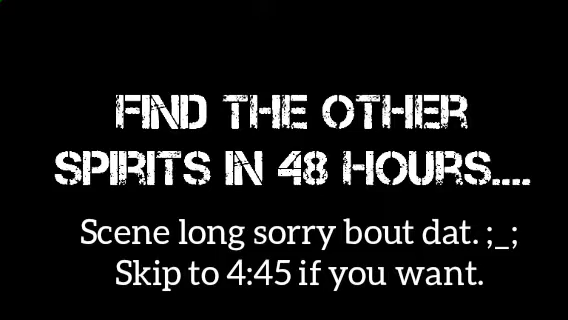 FIND THE OTHER
SPIRITS IN 48 HOURS....
Scene long sorry bout dat. ;_;
Skip to 4:45 if you want.